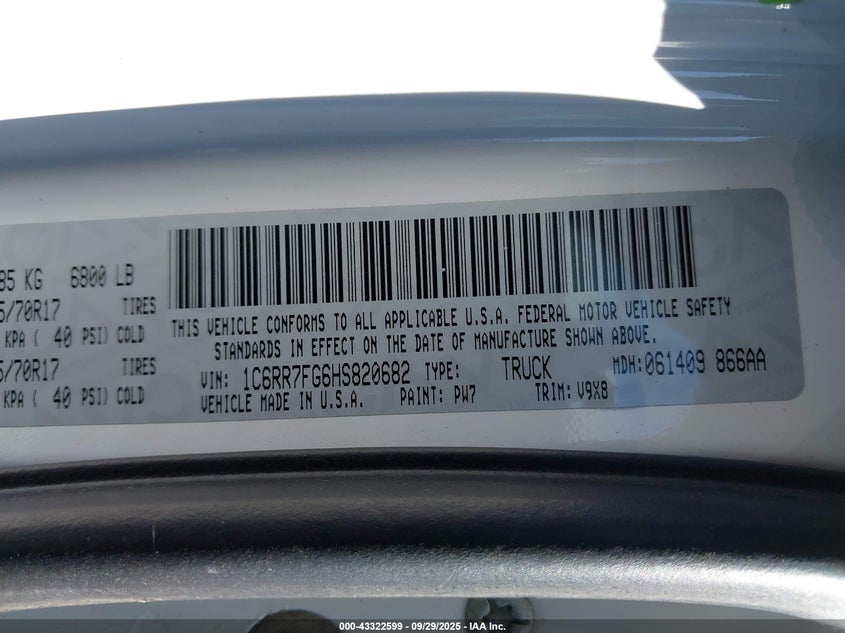 85 KG 6800 LB
5/70R17 TIRES
KPA ( 40 PSI) COLD
5/70R17 TIRES
KPA ( 40 PSI) COLD
THIS VEHICLE CONFORMS TO ALL APPLICABLE U.S.A. FEDERAL MOTOR VEHICLE SAFETY
STANDARDS IN EFFECT ON THE DATE OF MANUFACTURE SHOWN ABOVE.
VIN: 1C6RR7FG6HS820682 TYPE: TRUCK MDH:061409 866AA
VEHICLE MADE IN U.S.A. PAINT: PW7 TRIM: V9X8
000-43322599 - 09/29/2025 - IAA Inc.